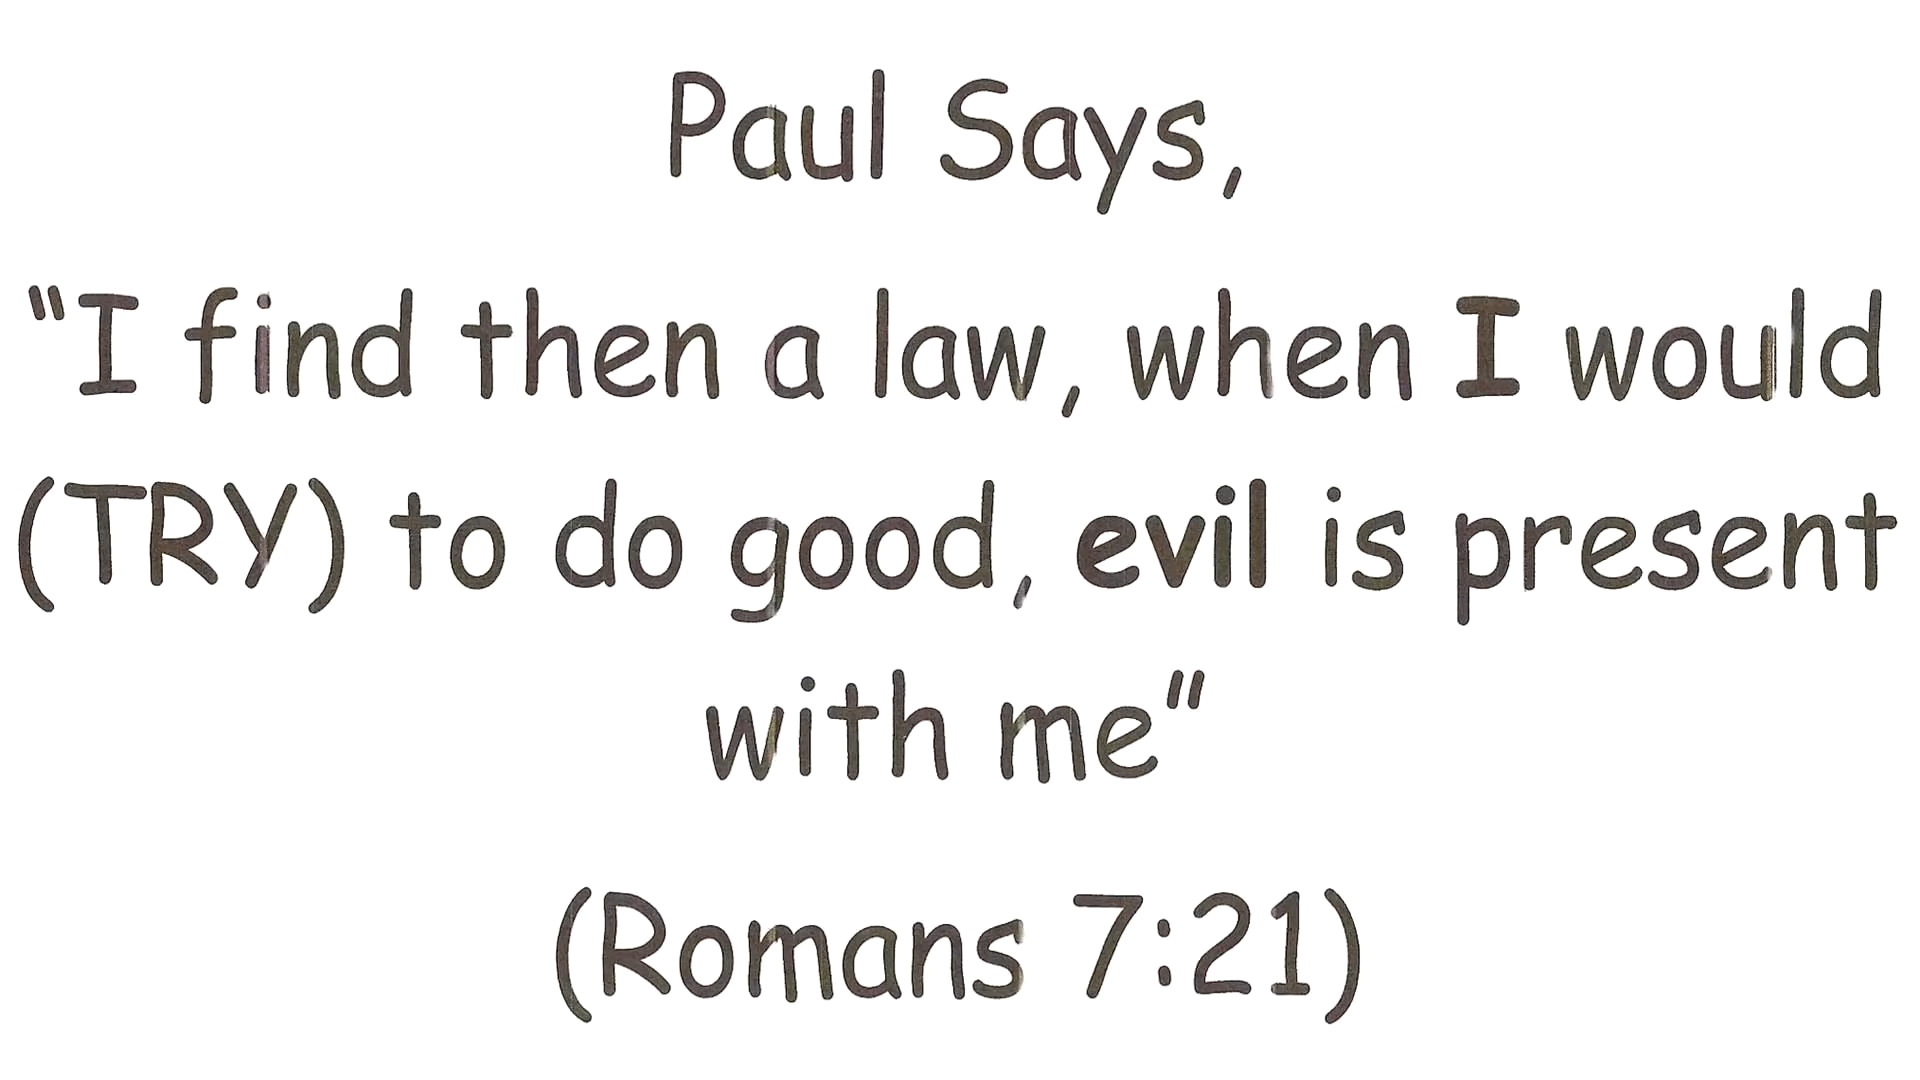 Paul Says,
“I find then a law, when I would
(TRY) to do good, evil is present
with me”
(Romans 7:21)